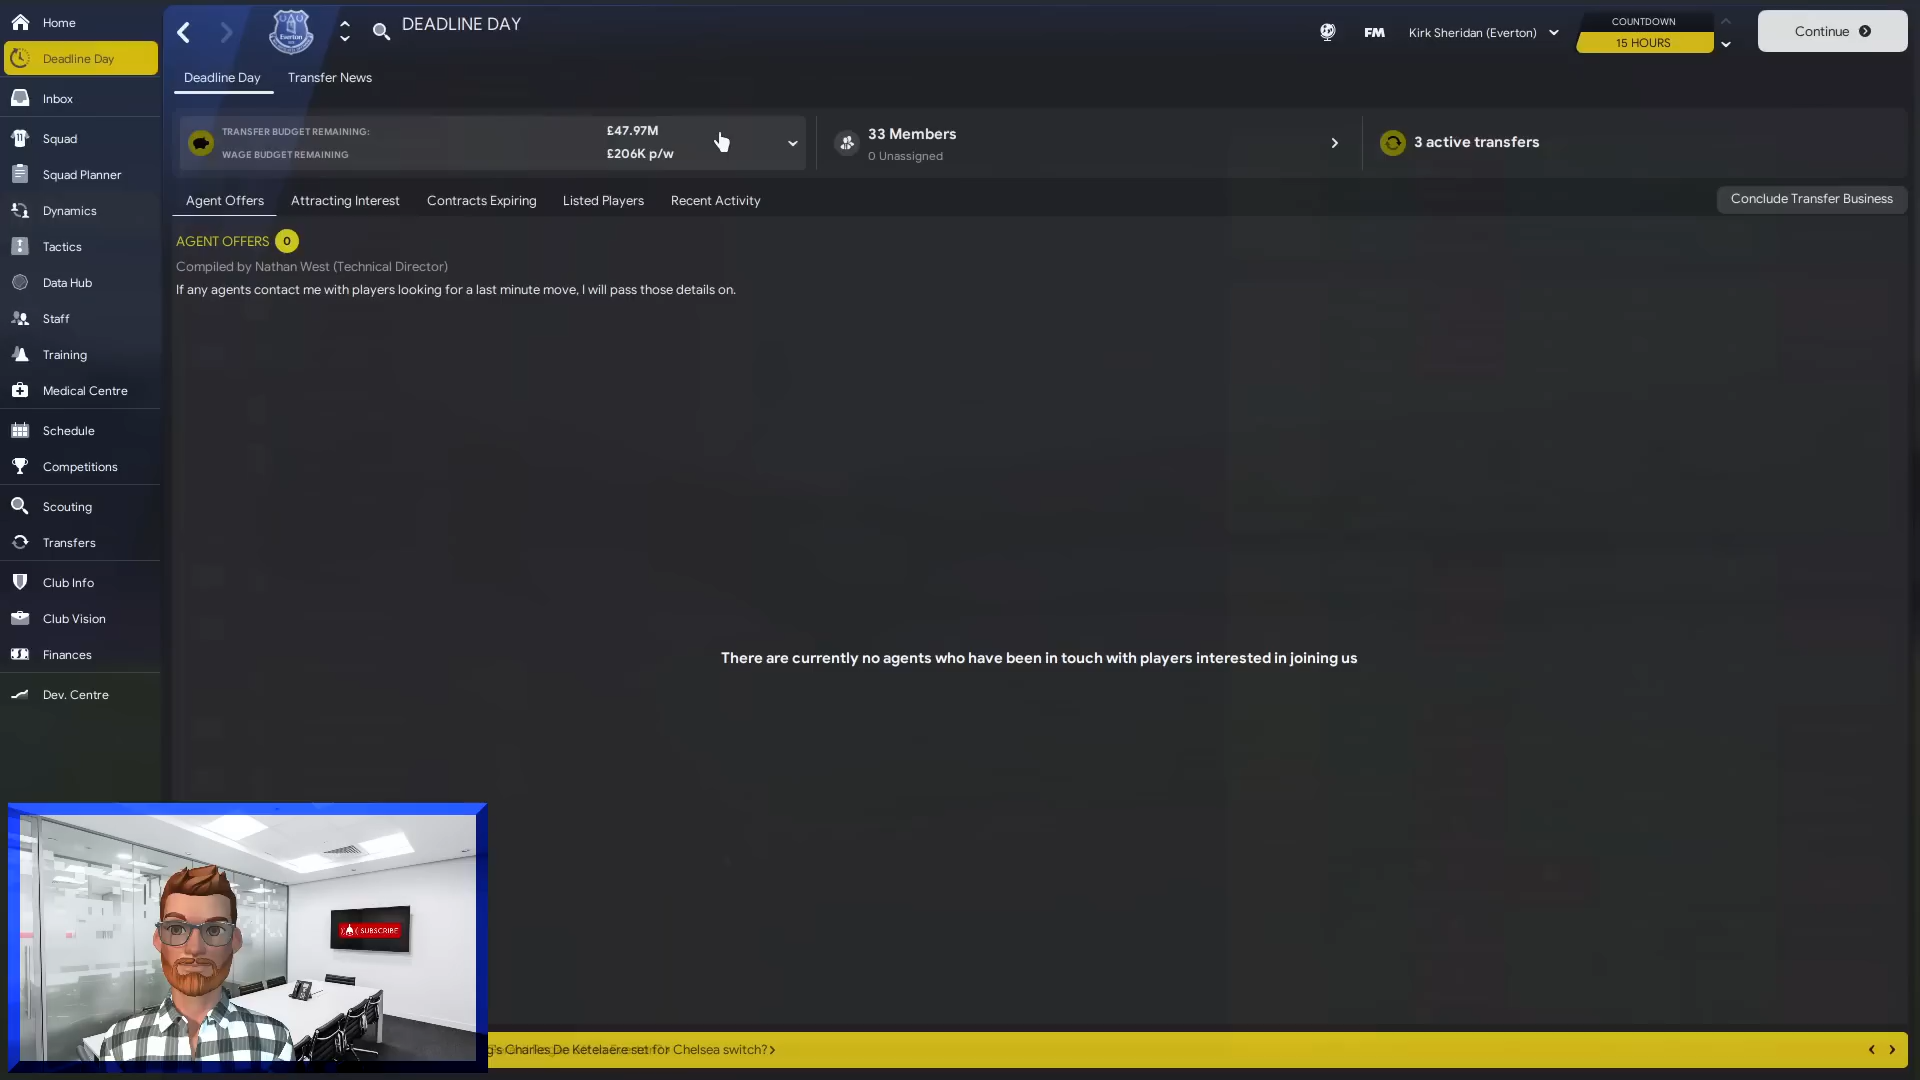 Home
DEADLINE DAY
Kirk Sheridan (Everton)
COUNTDOWN
15 HOURS
Continue
Everton
FM
Deadline Day
Inbox
Squad
Squad Planner
Dynamics
Tactics
Data Hub
Staff
Training
Medical Centre
Schedule
Competitions
Scouting
Transfers
Club Info
Club Vision
Finances
Dev. Centre
Deadline Day
Transfer News
TRANSFER BUDGET REMAINING:
£47.97M
WAGE BUDGET REMAINING
£206K p/w
33 Members
0 Unassigned
3 active transfers
Agent Offers
Attracting Interest
Contracts Expiring
Listed Players
Recent Activity
Conclude Transfer Business
AGENT OFFERS 0
Compiled by Nathan West (Technical Director)
If any agents contact me with players looking for a last minute move, I will pass those details on.
There are currently no agents who have been in touch with players interested in joining us
SUBSCRIBE
g's Charles De Ketelaere set for Chelsea switch?